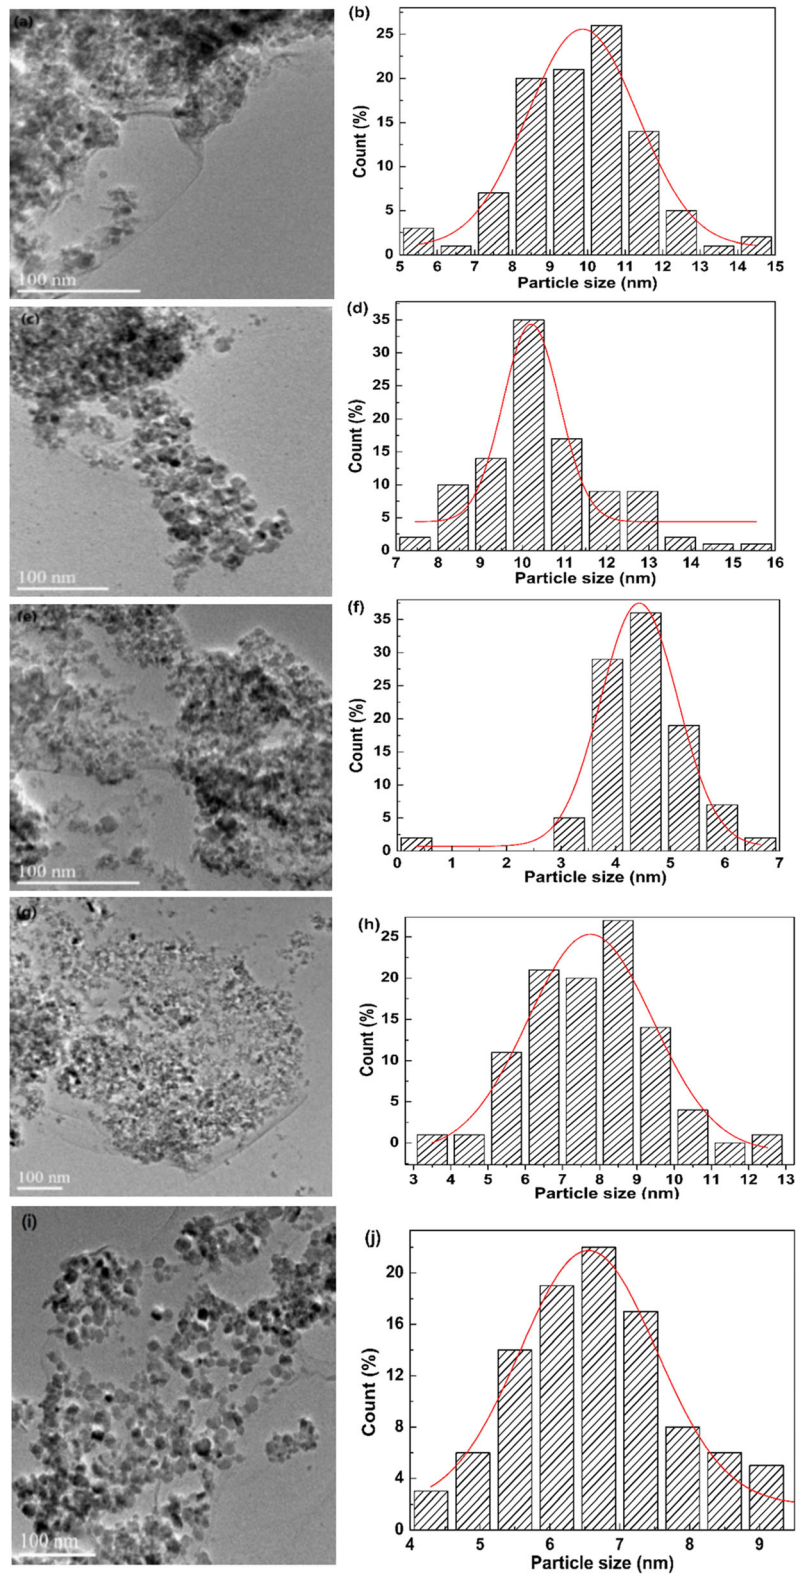 (a)
100 nm
(b)
Count (%)
25
20
15
10
5
0
5 6 7 8 9 10 11 12 13 14 15
Particle size (nm)
(c)
100 nm
(d)
Count (%)
35
30
25
20
15
10
5
0
7 8 9 10 11 12 13 14 15 16
Particle size (nm)
(e)
100 nm
(f)
Count (%)
35
30
25
20
15
10
5
0
0 1 2 3 4 5 6 7
Particle size (nm)
(g)
100 nm
(h)
Count (%)
25
20
15
10
5
0
3 4 5 6 7 8 9 10 11 12 13
Particle size (nm)
(i)
100 nm
(j)
Count (%)
20
16
12
8
4
0
4 5 6 7 8 9
Particle size (nm)